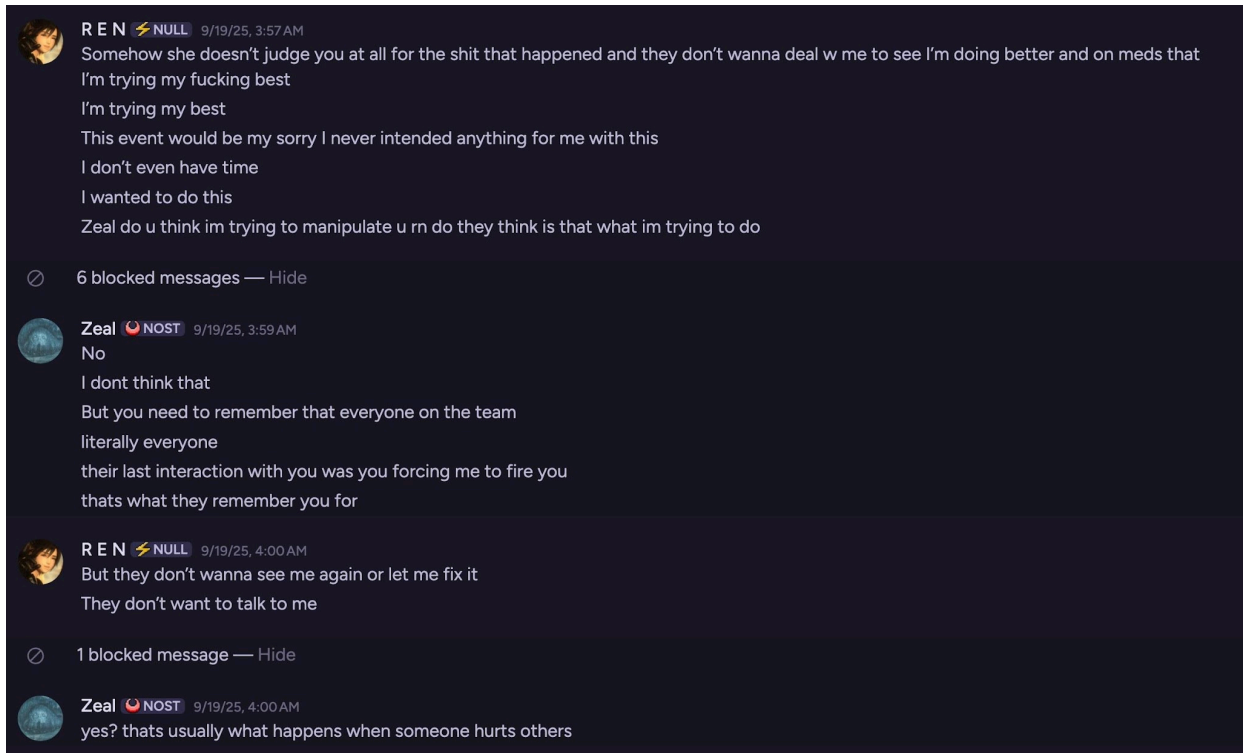 R E N ⚡NULL 9/19/25, 3:57 AM
Somehow she doesn't judge you at all for the shit that happened and they don't wanna deal w me to see I'm doing better and on meds that
I'm trying my fucking best
I'm trying my best
This event would be my sorry I never intended anything for me with this
I don't even have time
I wanted to do this
Zeal do u think im trying to manipulate u rn do they think is that what im trying to do
6 blocked messages — Hide
Zeal NOST 9/19/25, 3:59 AM
No
I dont think that
But you need to remember that everyone on the team
literally everyone
their last interaction with you was you forcing me to fire you
thats what they remember you for
R E N ⚡NULL 9/19/25, 4:00 AM
But they don't wanna see me again or let me fix it
They don't want to talk to me
1 blocked message — Hide
Zeal NOST 9/19/25, 4:00 AM
yes? thats usually what happens when someone hurts others